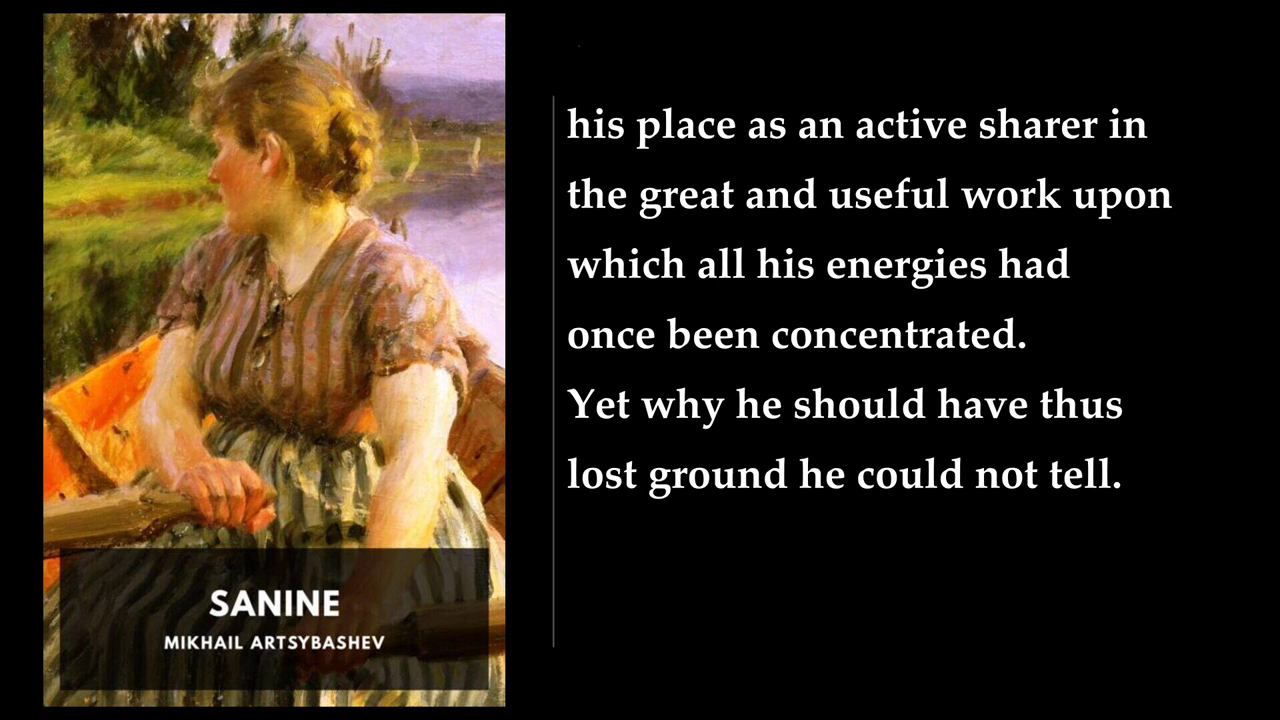 SANINE
MIKHAIL ARTSYBASHEV
his place as an active sharer in
the great and useful work upon
which all his energies had
once been concentrated.
Yet why he should have thus
lost ground he could not tell.